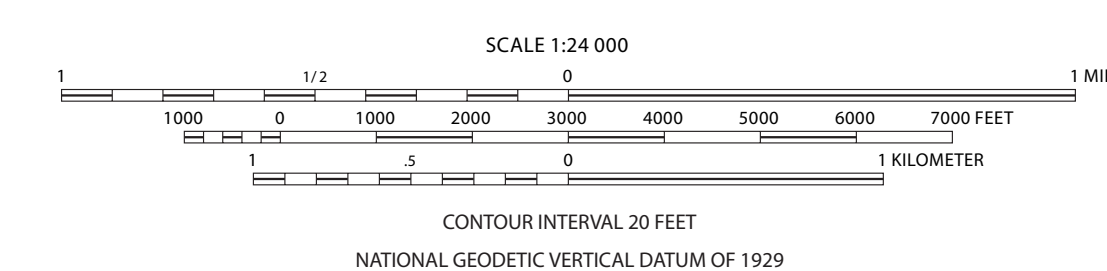 SCALE 1:24 000
1 1/2 0 1
1000 0 1000 2000 3000 4000 5000 6000 7000 FEET
1 .5 0 1 KILOMETER
CONTOUR INTERVAL 20 FEET
NATIONAL GEODETIC VERTICAL DATUM OF 1929